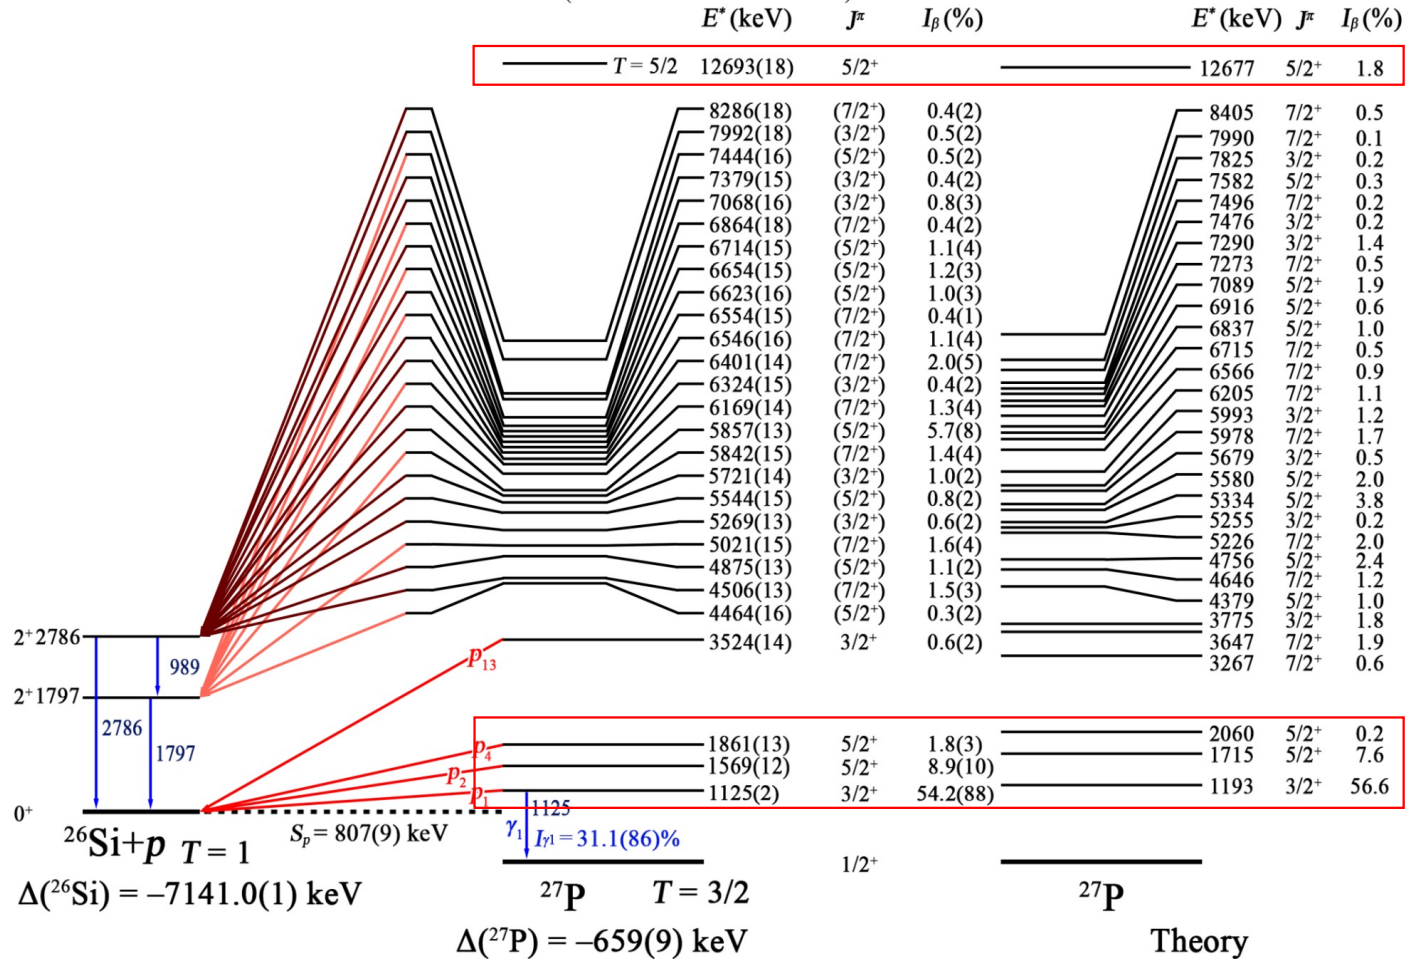 E* (keV) Jπ Iβ (%) E* (keV) Jπ Iβ (%)
T = 5/2 12693(18) 5/2⁺ 12677 5/2⁺ 1.8
8286(18) (7/2⁺) 0.4(2) 8405 7/2⁺ 0.5
7992(18) (3/2⁺) 0.5(2) 7990 7/2⁺ 0.1
7444(16) (5/2⁺) 0.5(2) 7825 3/2⁺ 0.2
7379(15) (3/2⁺) 0.4(2) 7582 5/2⁺ 0.3
7068(16) (3/2⁺) 0.8(3) 7496 7/2⁺ 0.2
6864(18) (7/2⁺) 0.4(2) 7476 3/2⁺ 0.2
6714(15) (5/2⁺) 1.1(4) 7290 3/2⁺ 1.4
6654(15) (5/2⁺) 1.2(3) 7273 7/2⁺ 0.5
6623(16) (5/2⁺) 1.0(3) 7089 5/2⁺ 1.9
6554(15) (7/2⁺) 0.4(1) 6916 5/2⁺ 0.6
6546(16) (7/2⁺) 1.1(4) 6837 5/2⁺ 1.0
6401(14) (7/2⁺) 2.0(5) 6715 7/2⁺ 0.5
6324(15) (3/2⁺) 0.4(2) 6566 7/2⁺ 0.9
6169(14) (7/2⁺) 1.3(4) 6205 7/2⁺ 1.1
5857(13) (5/2⁺) 5.7(8) 5993 3/2⁺ 1.2
5842(15) (7/2⁺) 1.4(4) 5978 7/2⁺ 1.7
5721(14) (3/2⁺) 1.0(2) 5679 3/2⁺ 0.5
5544(15) (5/2⁺) 0.8(2) 5580 5/2⁺ 2.0
5269(13) (3/2⁺) 0.6(2) 5334 5/2⁺ 3.8
5021(15) (7/2⁺) 1.6(4) 5255 3/2⁺ 0.2
4875(13) (5/2⁺) 1.1(2) 5226 7/2⁺ 2.0
4506(13) (7/2⁺) 1.5(3) 4756 5/2⁺ 2.4
4464(16) (5/2⁺) 0.3(2) 4646 7/2⁺ 1.2
4379 5/2⁺ 1.0
3775 3/2⁺ 1.8
2⁺ 2786 3524(14) 3/2⁺ 0.6(2) 3647 7/2⁺ 1.9
989 p₁₃ 3267 7/2⁺ 0.6
2⁺ 1797
2786 1797
p₄ 1861(13) 5/2⁺ 1.8(3) 2060 5/2⁺ 0.2
p₂ 1569(12) 5/2⁺ 8.9(10) 1715 5/2⁺ 7.6
p₁ 1125(2) 3/2⁺ 54.2(88) 1193 3/2⁺ 56.6
0⁺ 1125
Sp = 807(9) keV γ₁ Iγ1 = 31.1(86)%
²⁶Si+p T = 1 1/2⁺
Δ(²⁶Si) = –7141.0(1) keV ²⁷P T = 3/2 ²⁷P
Δ(²⁷P) = –659(9) keV Theory